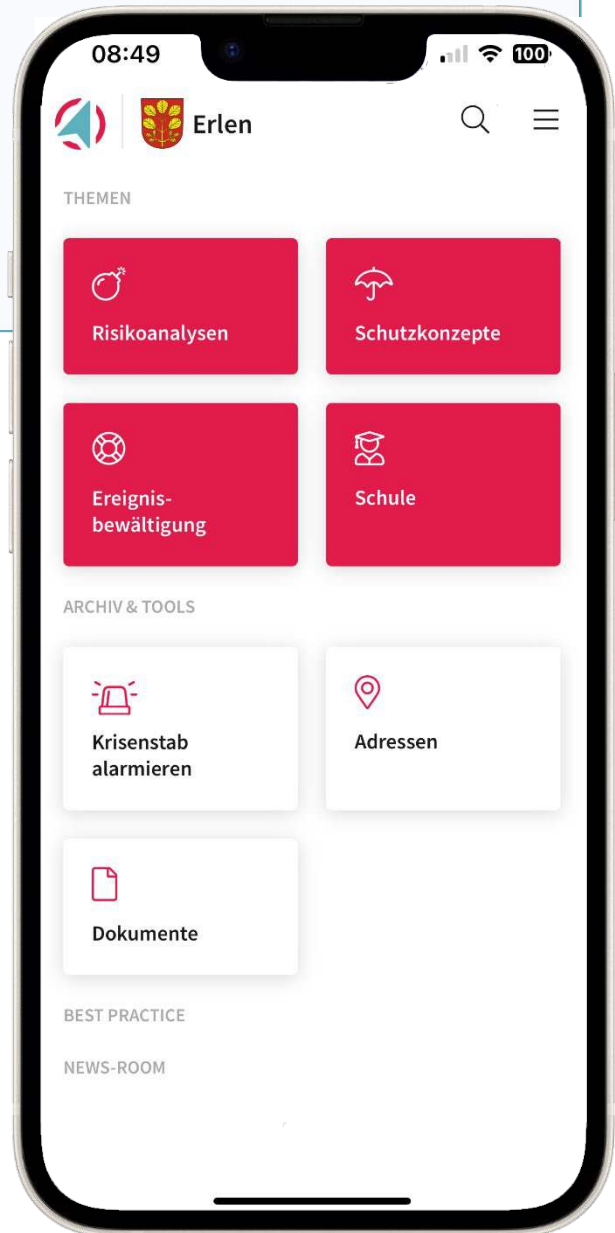 08:49
100
Erlen
THEMEN
Risikoanalysen
Schutzkonzepte
Ereignis-
bewältigung
Schule
ARCHIV & TOOLS
Krisenstab
alarmieren
Adressen
Dokumente
BEST PRACTICE
NEWS-ROOM